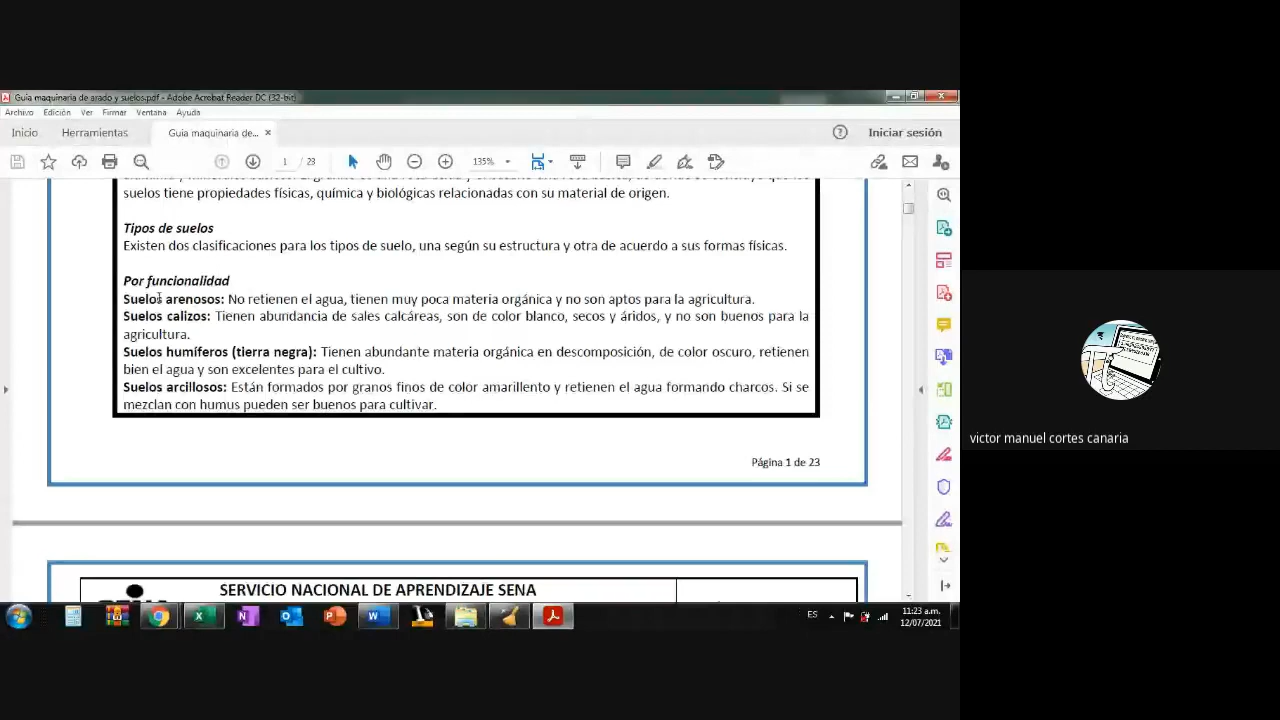 Guia maquinaria de arado y suelos.pdf - Adobe Acrobat Reader DC (32-bit)
Archivo Edición Ver Firmar Ventana Ayuda
Inicio Herramientas Guia maquinaria de... × Iniciar sesión
1 / 23 135%
suelos tiene propiedades físicas, química y biológicas relacionadas con su material de origen.
Tipos de suelos
Existen dos clasificaciones para los tipos de suelo, una según su estructura y otra de acuerdo a sus formas físicas.
Por funcionalidad
Suelos arenosos: No retienen el agua, tienen muy poca materia orgánica y no son aptos para la agricultura.
Suelos calizos: Tienen abundancia de sales calcáreas, son de color blanco, secos y áridos, y no son buenos para la
agricultura.
Suelos humíferos (tierra negra): Tienen abundante materia orgánica en descomposición, de color oscuro, retienen
bien el agua y son excelentes para el cultivo.
Suelos arcillosos: Están formados por granos finos de color amarillento y retienen el agua formando charcos. Si se
mezclan con humus pueden ser buenos para cultivar.
Página 1 de 23
SERVICIO NACIONAL DE APRENDIZAJE SENA
ES
11:23 a.m.
12/07/2021
victor manuel cortes canaria